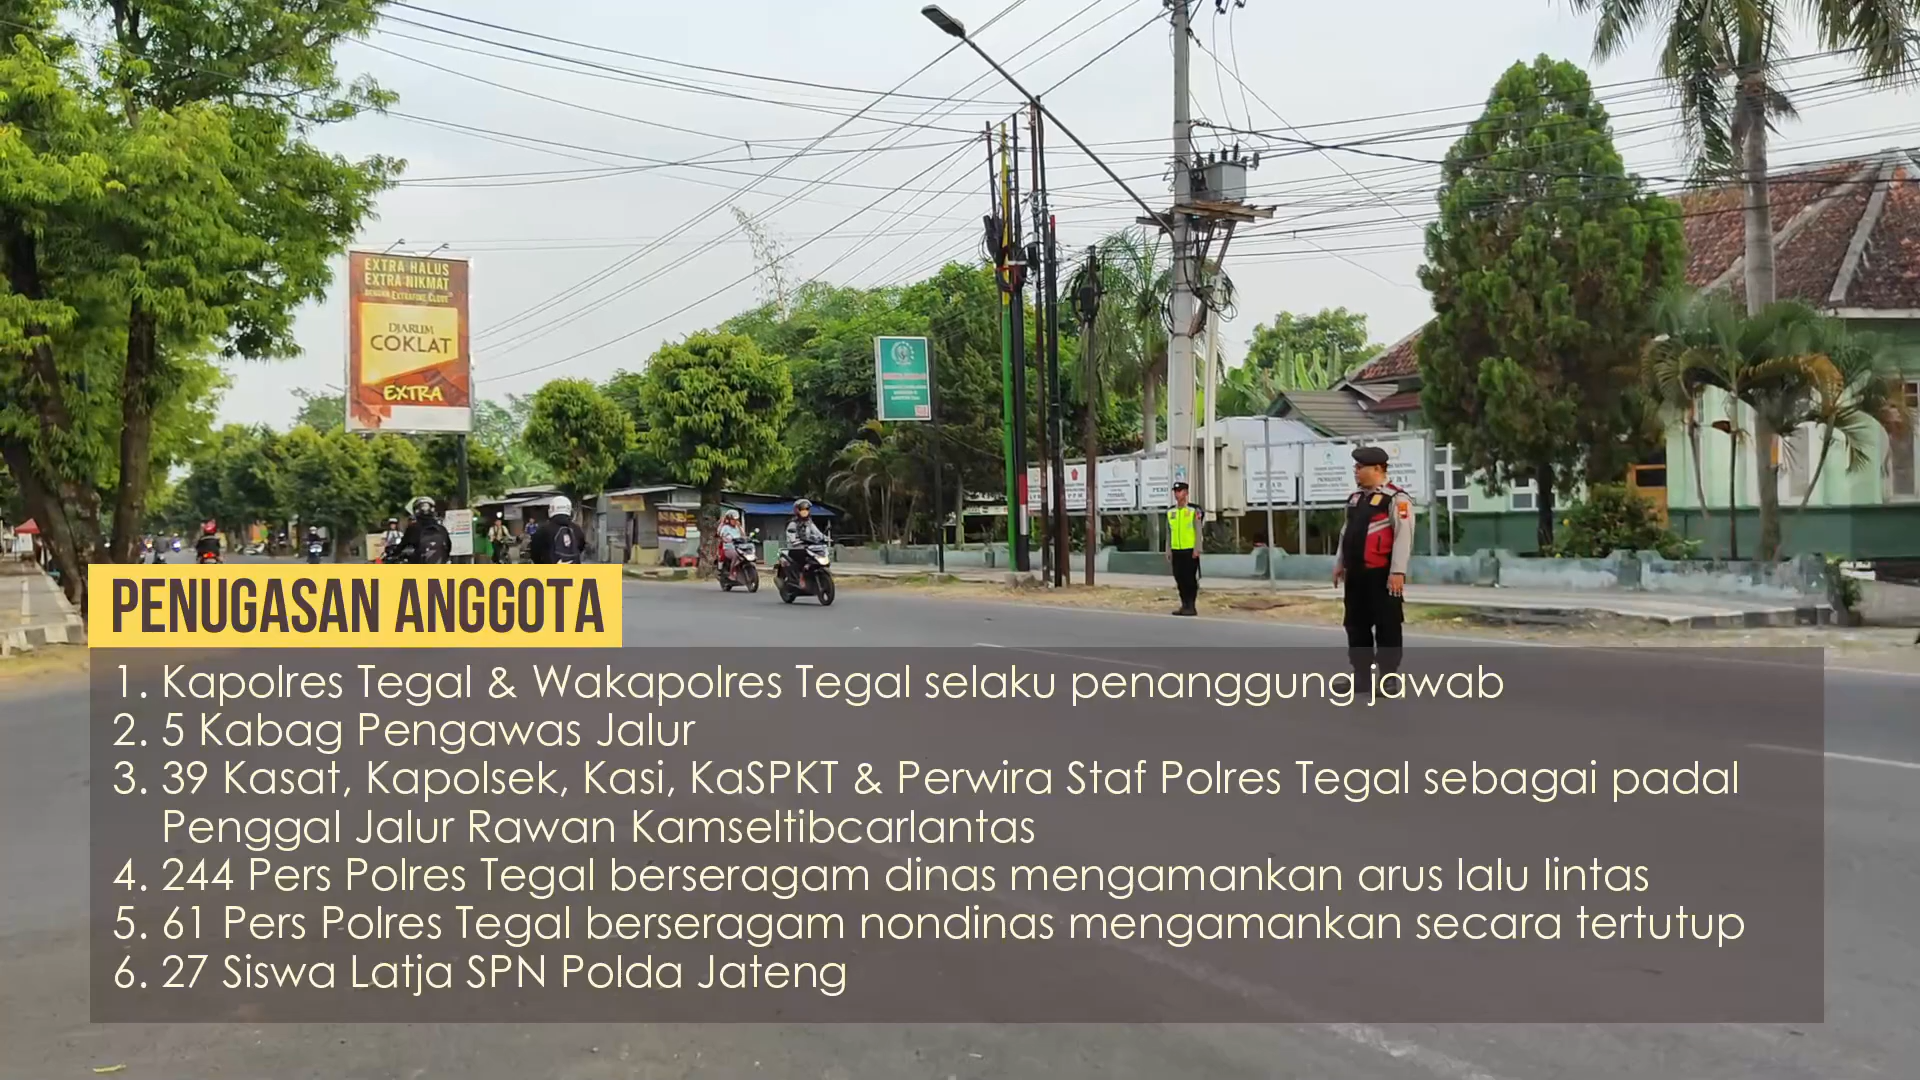 EXTRA HALUS
EXTRA NIKMAT
DJARUM
COKLAT
EXTRA
PENUGASAN ANGGOTA
1. Kapolres Tegal & Wakapolres Tegal selaku penanggung jawab
2. 5 Kabag Pengawas Jalur
3. 39 Kasat, Kapolsek, Kasi, KaSPKT & Perwira Staf Polres Tegal sebagai padal
Penggal Jalur Rawan Kamseltibcarlantas
4. 244 Pers Polres Tegal berseragam dinas mengamankan arus lalu lintas
5. 61 Pers Polres Tegal berseragam nondinas mengamankan secara tertutup
6. 27 Siswa Latja SPN Polda Jateng